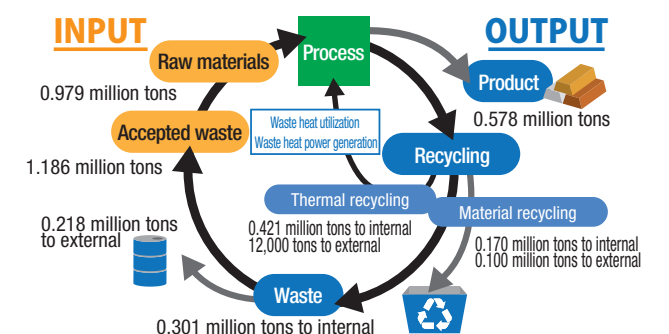 INPUT
OUTPUT
Process
Raw materials
0.979 million tons
Product
0.578 million tons
Accepted waste
1.186 million tons
Waste heat utilization
Waste heat power generation
Recycling
Thermal recycling
0.421 million tons to internal
12,000 tons to external
Material recycling
0.170 million tons to internal
0.100 million tons to external
0.218 million tons
to external
Waste
0.301 million tons to internal